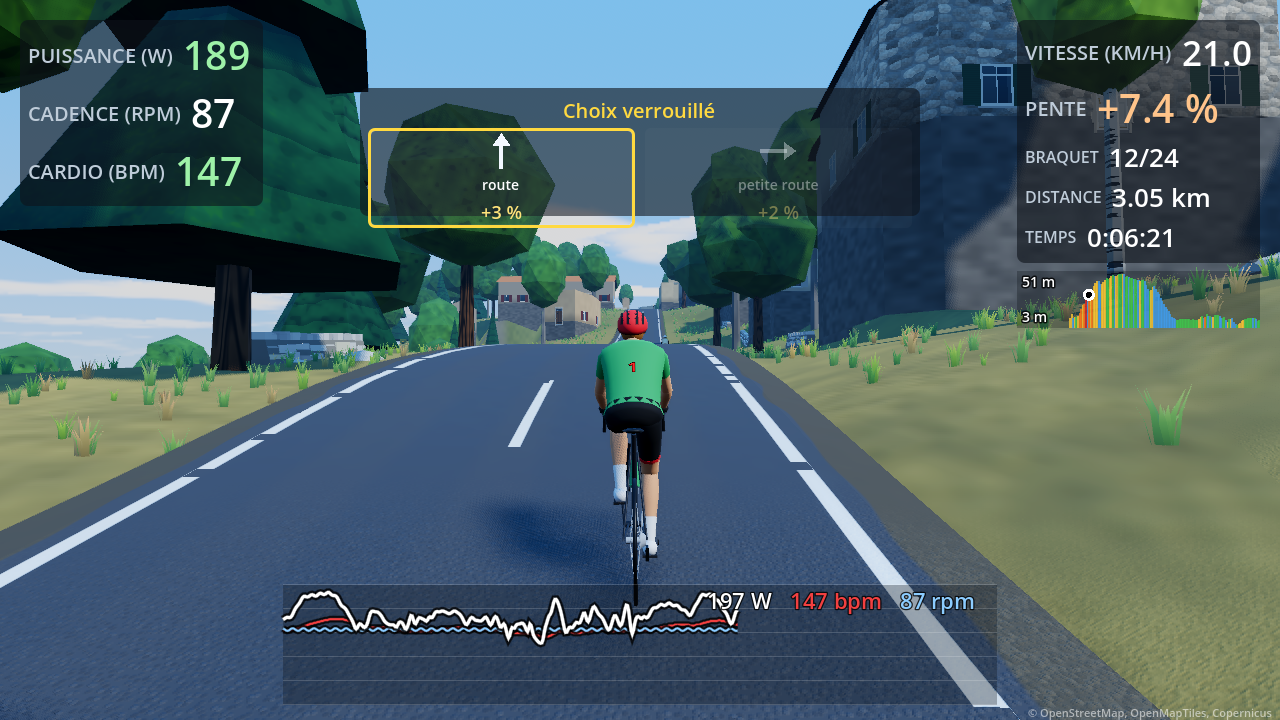 PUISSANCE (W) 189
CADENCE (RPM) 87
CARDIO (BPM) 147
Choix verrouillé
route
+3 %
petite route
+2 %
VITESSE (KM/H) 21.0
PENTE +7.4 %
BRAQUET 12/24
DISTANCE 3.05 km
TEMPS 0:06:21
51 m
3 m
1
197 W 147 bpm 87 rpm
© OpenStreetMap, OpenMapTiles, Copernicus